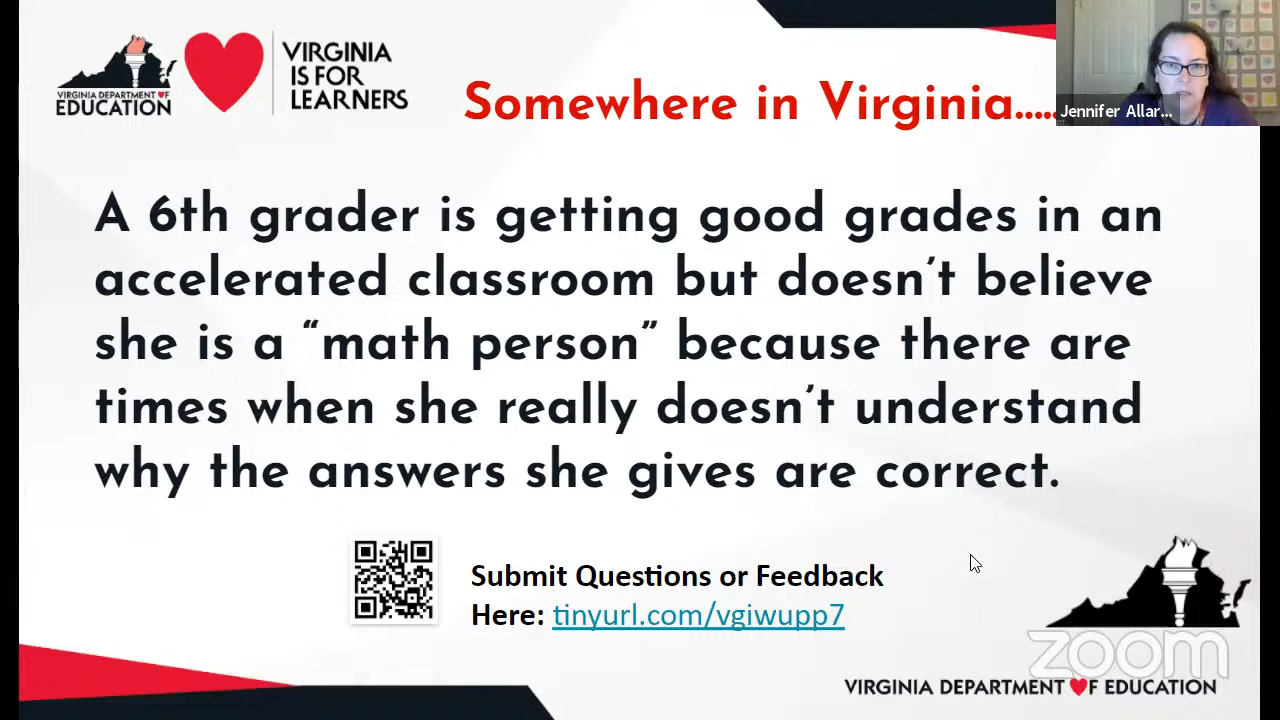 VIRGINIA DEPARTMENT OF
EDUCATION
VIRGINIA
IS FOR
LEARNERS
Somewhere in Virginia.....
Jennifer Allar...
A 6th grader is getting good grades in an
accelerated classroom but doesn’t believe
she is a “math person” because there are
times when she really doesn’t understand
why the answers she gives are correct.
Submit Questions or Feedback
Here: tinyurl.com/vgiwupp7
zoom
VIRGINIA DEPARTMENT OF EDUCATION